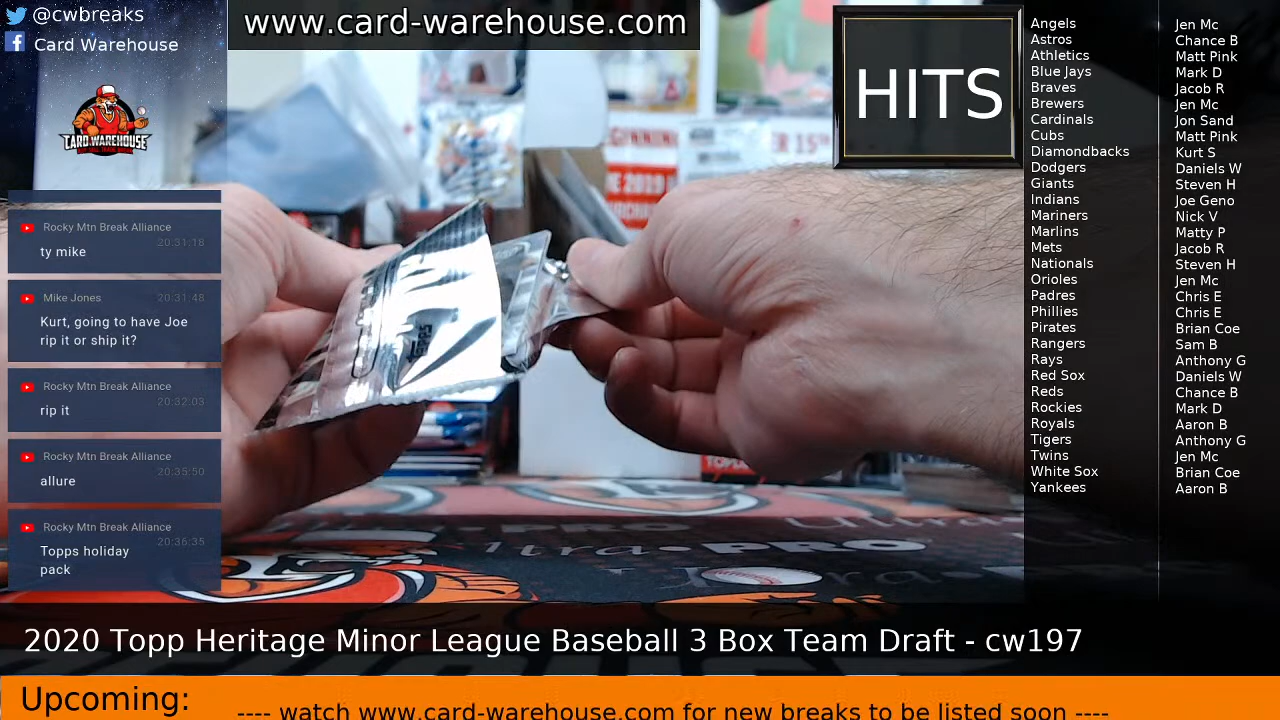 @cwbreaks
Card Warehouse
www.card-warehouse.com
CARD WAREHOUSE
HITS
Rocky Mtn Break Alliance
20:31:18
ty mike
Mike Jones
20:31:48
Kurt, going to have Joe
rip it or ship it?
Rocky Mtn Break Alliance
20:32:03
rip it
Rocky Mtn Break Alliance
20:35:50
allure
Rocky Mtn Break Alliance
20:36:35
Topps holiday
pack
Angels Jen Mc
Astros Chance B
Athletics Matt Pink
Blue Jays Mark D
Braves Jacob R
Brewers Jen Mc
Cardinals Jon Sand
Cubs Matt Pink
Diamondbacks Kurt S
Dodgers Daniels W
Giants Steven H
Indians Joe Geno
Mariners Nick V
Marlins Matty P
Mets Jacob R
Nationals Steven H
Orioles Jen Mc
Padres Chris E
Phillies Chris E
Pirates Brian Coe
Rangers Sam B
Rays Anthony G
Red Sox Daniels W
Reds Chance B
Rockies Mark D
Royals Aaron B
Tigers Anthony G
Twins Jen Mc
White Sox Brian Coe
Yankees Aaron B
PRO
Ultra
ltra PRO
2020 Topp Heritage Minor League Baseball 3 Box Team Draft - cw197
Upcoming:
---- watch www.card-warehouse.com for new breaks to be listed soon ----